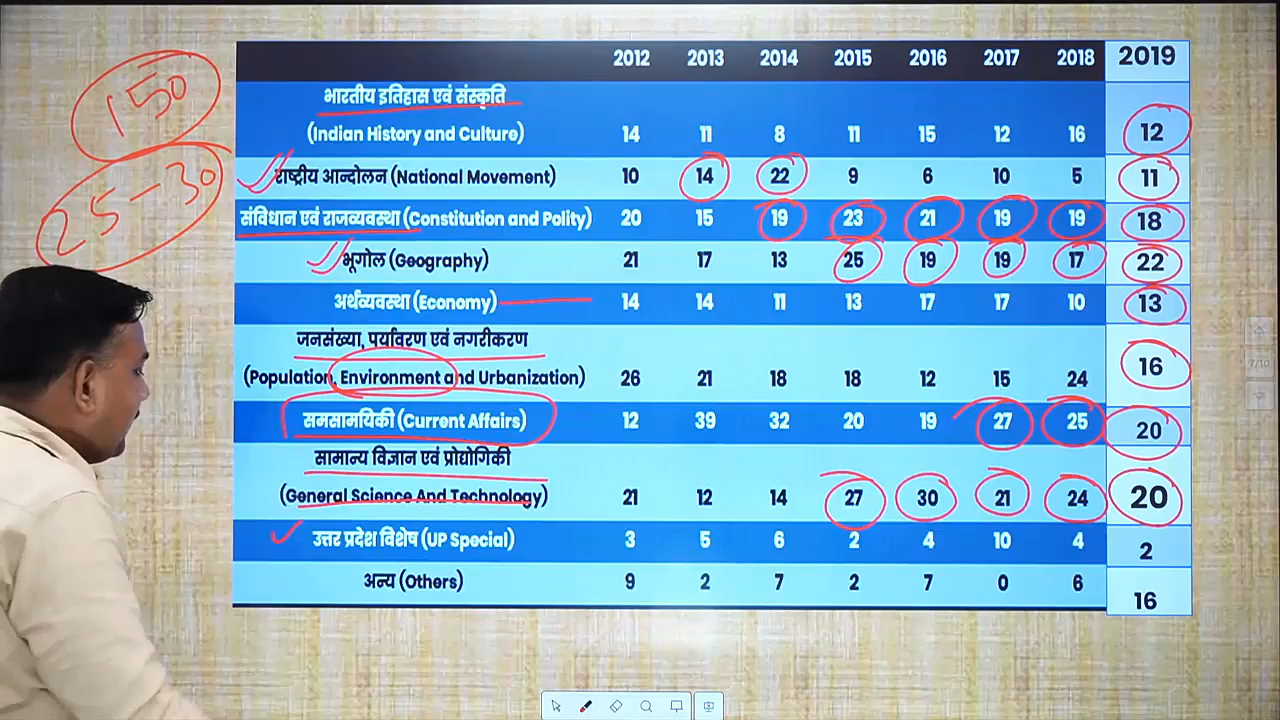 150
25-30
2012 2013 2014 2015 2016 2017 2018 2019
भारतीय इतिहास एवं संस्कृति
(Indian History and Culture) 14 11 8 11 15 12 16 12
राष्ट्रीय आन्दोलन (National Movement) 10 14 22 9 6 10 5 11
संविधान एवं राजव्यवस्था (Constitution and Polity) 20 15 19 23 21 19 19 18
भूगोल (Geography) 21 17 13 25 19 19 17 22
अर्थव्यवस्था (Economy) 14 14 11 13 17 17 10 13
जनसंख्या, पर्यावरण एवं नगरीकरण
(Population, Environment and Urbanization) 26 21 18 18 12 15 24 16
समसामयिकी (Current Affairs) 12 39 32 20 19 27 25 20
सामान्य विज्ञान एवं प्रोद्योगिकी
(General Science And Technology) 21 12 14 27 30 21 24 20
उत्तर प्रदेश विशेष (UP Special) 3 5 6 2 4 10 4 2
अन्य (Others) 9 2 7 2 7 0 6 16
7/10